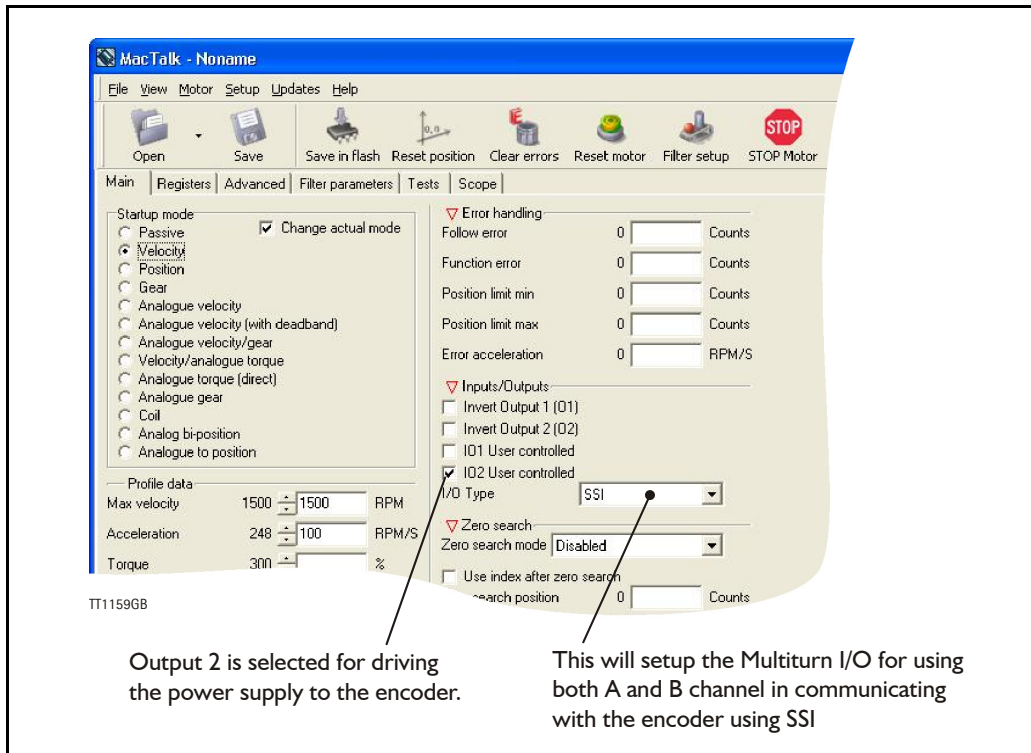 MacTalk - Noname
File View Motor Setup Updates Help
Open Save Save in flash Reset position Clear errors Reset motor Filter setup STOP Motor
0,0
STOP
Main Registers Advanced Filter parameters Tests Scope
Startup mode
Change actual mode
Passive
Velocity
Position
Gear
Analogue velocity
Analogue velocity (with deadband)
Analogue velocity/gear
Velocity/analogue torque
Analogue torque (direct)
Analogue gear
Coil
Analog bi-position
Analogue to position
Profile data
Max velocity 1500 1500 RPM
Acceleration 248 100 RPM/S
Torque 300 %
Error handling
Follow error 0 Counts
Function error 0 Counts
Position limit min 0 Counts
Position limit max 0 Counts
Error acceleration 0 RPM/S
Inputs/Outputs
Invert Output 1 (O1)
Invert Output 2 (O2)
IO1 User controlled
IO2 User controlled
I/O Type SSI
Zero search
Zero search mode Disabled
Use index after zero search
search position 0 Counts
TT1159GB
Output 2 is selected for driving
the power supply to the encoder.
This will setup the Multiturn I/O for using
both A and B channel in communicating
with the encoder using SSI